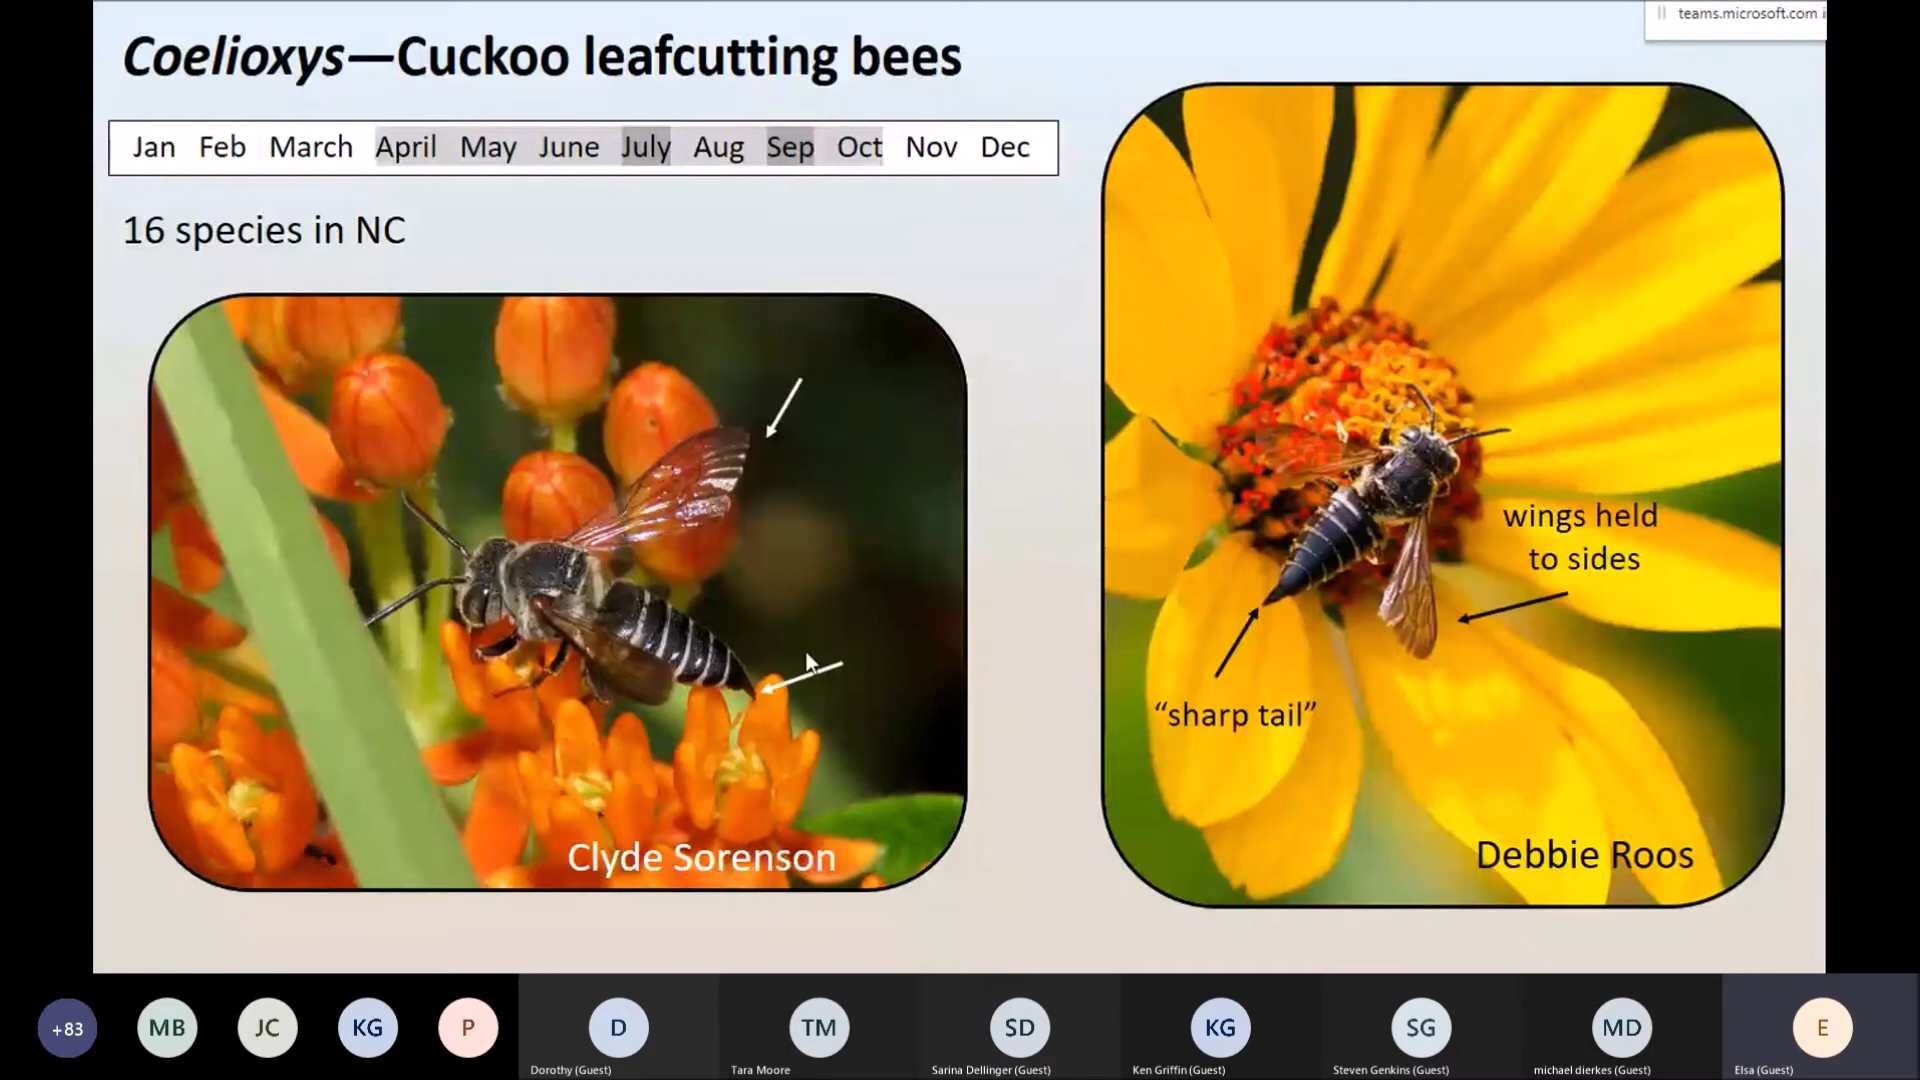 teams.microsoft.com i
Coelioxys—Cuckoo leafcutting bees
Jan Feb March April May June July Aug Sep Oct Nov Dec
16 species in NC
wings held
to sides
"sharp tail"
Clyde Sorenson
Debbie Roos
+83 MB JC KG P D TM SD KG SG MD E
Dorothy (Guest) Tara Moore Sarina Dellinger (Guest) Ken Griffin (Guest) Steven Genkins (Guest) michael dierkes (Guest) Elsa (Guest)